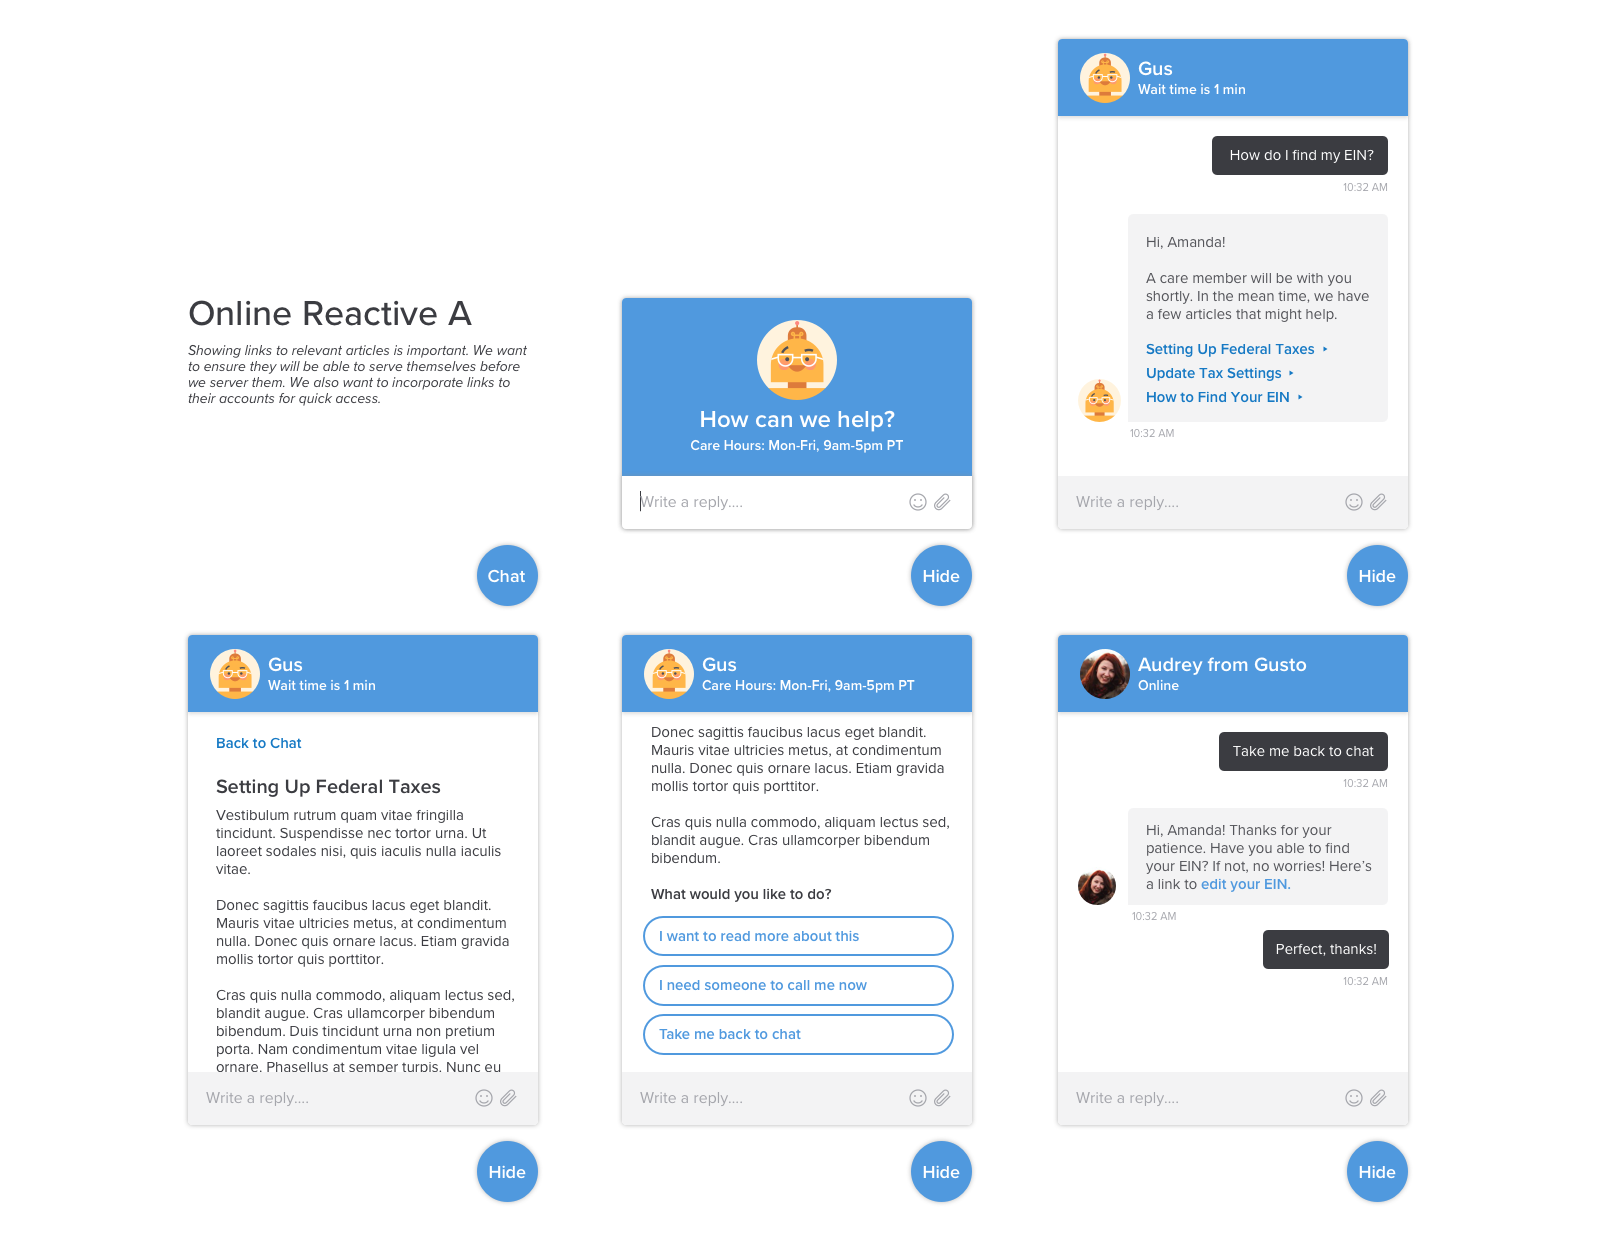 Online Reactive A
Showing links to relevant articles is important. We want
to ensure they will be able to serve themselves before
we server them. We also want to incorporate links to
their accounts for quick access.
Chat
How can we help?
Care Hours: Mon-Fri, 9am-5pm PT
Write a reply....
Hide
Gus
Wait time is 1 min
How do I find my EIN?
10:32 AM
Hi, Amanda!
A care member will be with you
shortly. In the mean time, we have
a few articles that might help.
Setting Up Federal Taxes
Update Tax Settings
How to Find Your EIN
10:32 AM
Write a reply....
Hide
Gus
Wait time is 1 min
Back to Chat
Setting Up Federal Taxes
Vestibulum rutrum quam vitae fringilla
tincidunt. Suspendisse nec tortor urna. Ut
laoreet sodales nisi, quis iaculis nulla iaculis
vitae.
Donec sagittis faucibus lacus eget blandit.
Mauris vitae ultricies metus, at condimentum
nulla. Donec quis ornare lacus. Etiam gravida
mollis tortor quis porttitor.
Cras quis nulla commodo, aliquam lectus sed,
blandit augue. Cras ullamcorper bibendum
bibendum. Duis tincidunt urna non pretium
porta. Nam condimentum vitae ligula vel
ornare. Phasellus at semper turpis. Nunc eu
Write a reply....
Hide
Gus
Care Hours: Mon-Fri, 9am-5pm PT
Donec sagittis faucibus lacus eget blandit.
Mauris vitae ultricies metus, at condimentum
nulla. Donec quis ornare lacus. Etiam gravida
mollis tortor quis porttitor.
Cras quis nulla commodo, aliquam lectus sed,
blandit augue. Cras ullamcorper bibendum
bibendum.
What would you like to do?
I want to read more about this
I need someone to call me now
Take me back to chat
Write a reply....
Hide
Audrey from Gusto
Online
Take me back to chat
10:32 AM
Hi, Amanda! Thanks for your
patience. Have you able to find
your EIN? If not, no worries! Here’s
a link to edit your EIN.
10:32 AM
Perfect, thanks!
10:32 AM
Write a reply....
Hide